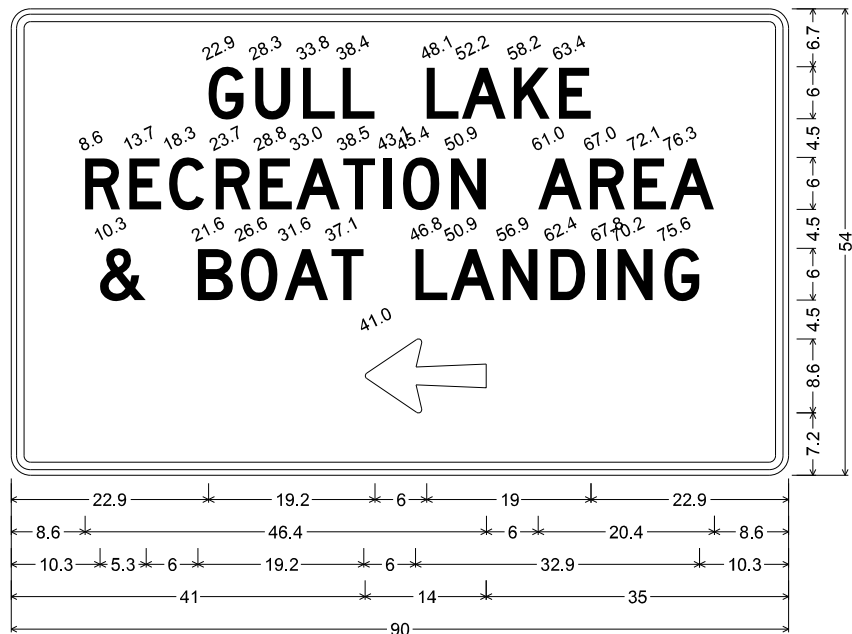 22.9 28.3 33.8 38.4 48.1 52.2 58.2 63.4
GULL LAKE
8.6 13.7 18.3 23.7 28.8 33.0 38.5 43.1 45.4 50.9 61.0 67.0 72.1 76.3
RECREATION AREA
10.3 21.6 26.6 31.6 37.1 46.8 50.9 56.9 62.4 67.8 70.2 75.6
& BOAT LANDING
41.0
6.7
6
4.5
6
4.5
6
4.5
8.6
7.2
54
22.9 19.2 6 19 22.9
8.6 46.4 6 20.4 8.6
10.3 5.3 6 19.2 6 32.9 10.3
41 14 35
90